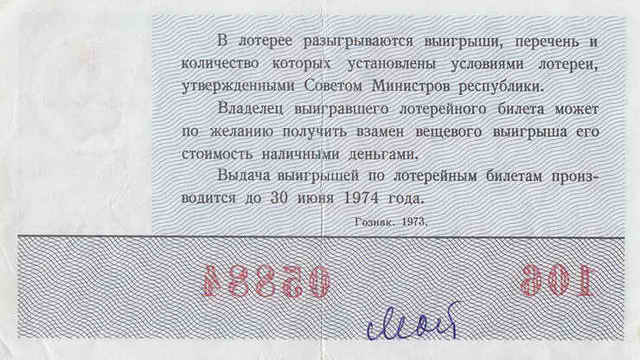 В лотерее разыгрываются выигрыши, перечень и
количество которых установлены условиями лотереи,
утвержденными Советом Министров республики.
Владелец выигравшего лотерейного билета может
по желанию получить взамен вещевого выигрыша его
стоимость наличными деньгами.
Выдача выигрышей по лотерейным билетам произ-
водится до 30 июня 1974 года.
Гознак. 1973.
05884 106
Мой